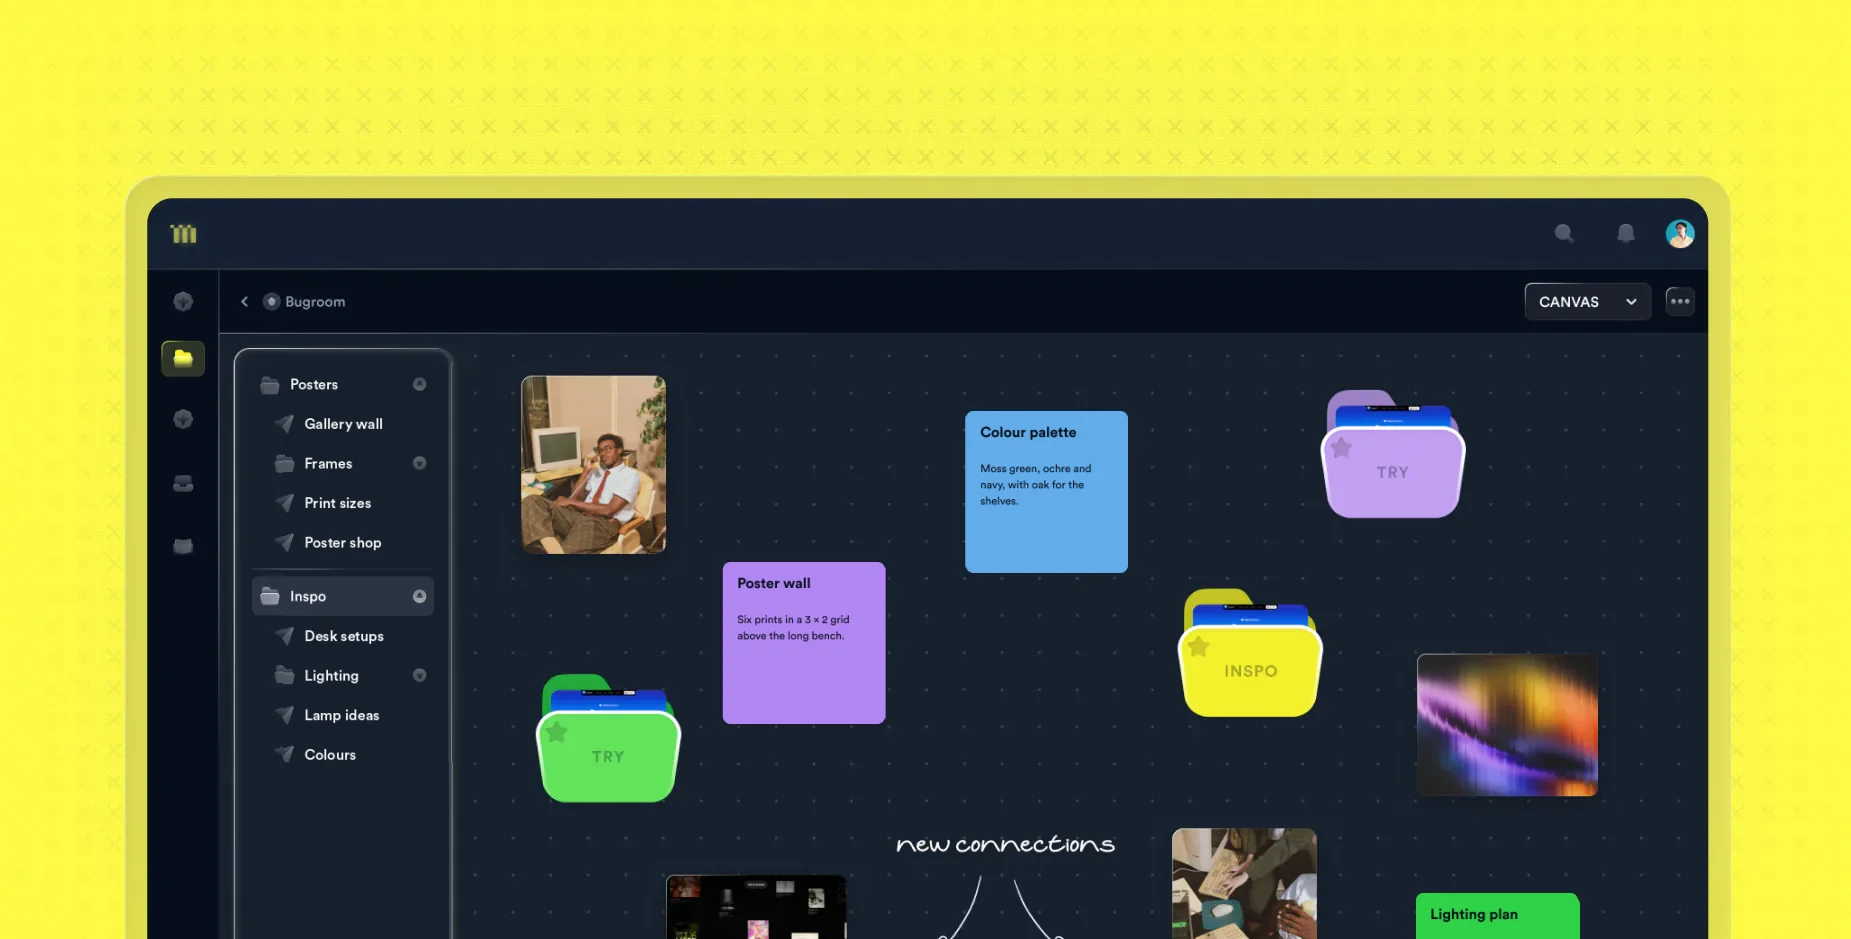 Bugroom
CANVAS
Posters
Gallery wall
Frames
Print sizes
Poster shop
Inspo
Desk setups
Lighting
Lamp ideas
Colours
Colour palette
Moss green, ochre and
navy, with oak for the
shelves.
TRY
Poster wall
Six prints in a 3 × 2 grid
above the long bench.
INSPO
TRY
new connections
Lighting plan